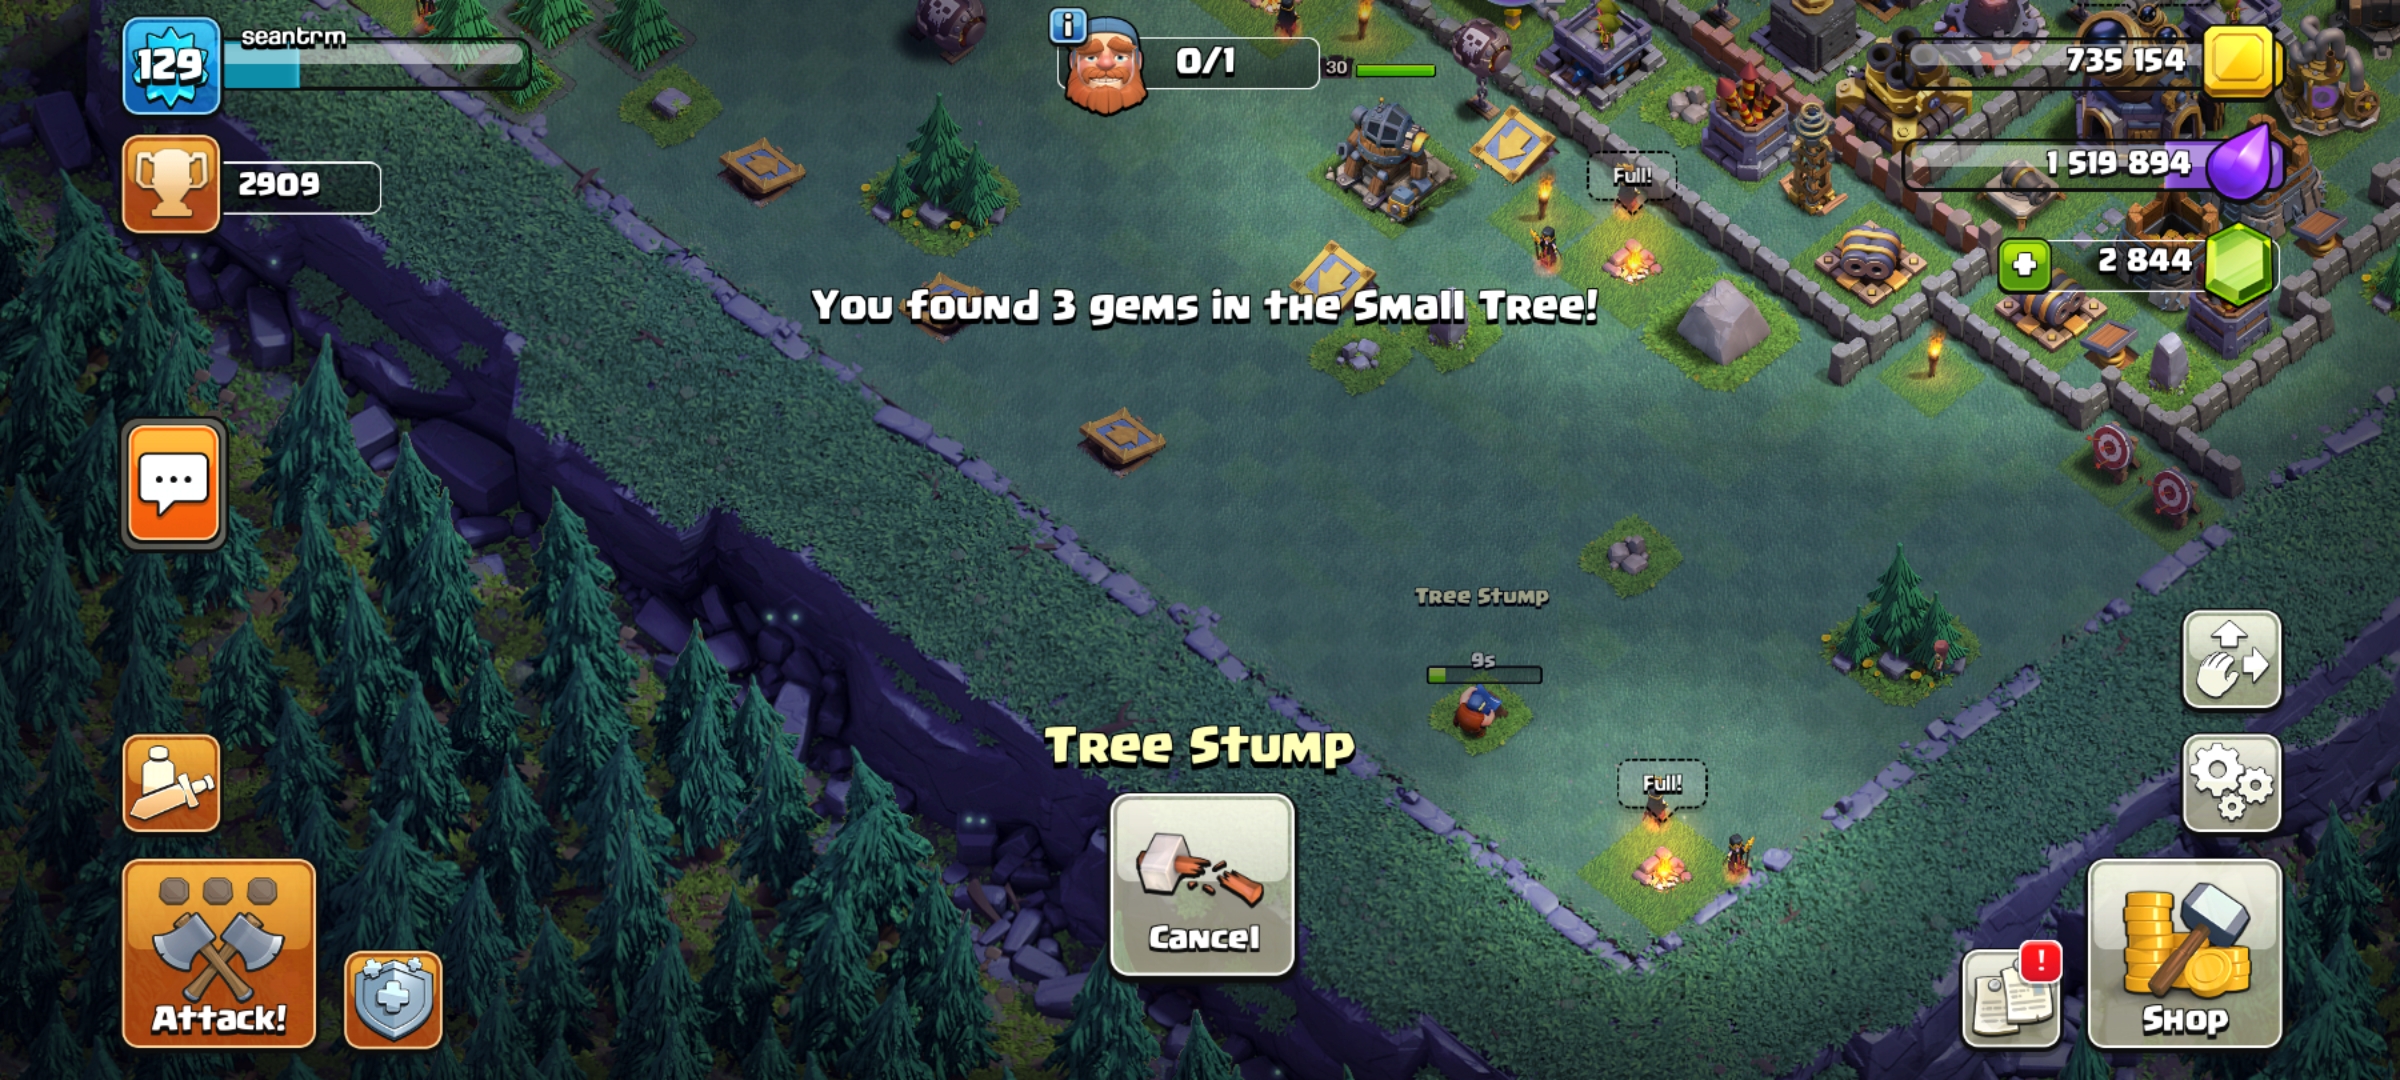 129
seantrm
i
0/1
30
735 154
2909
1 519 894
Full!
2 844
You found 3 gems in the Small Tree!
Tree Stump
9s
Tree Stump
Full!
Cancel
Attack!
!
Shop